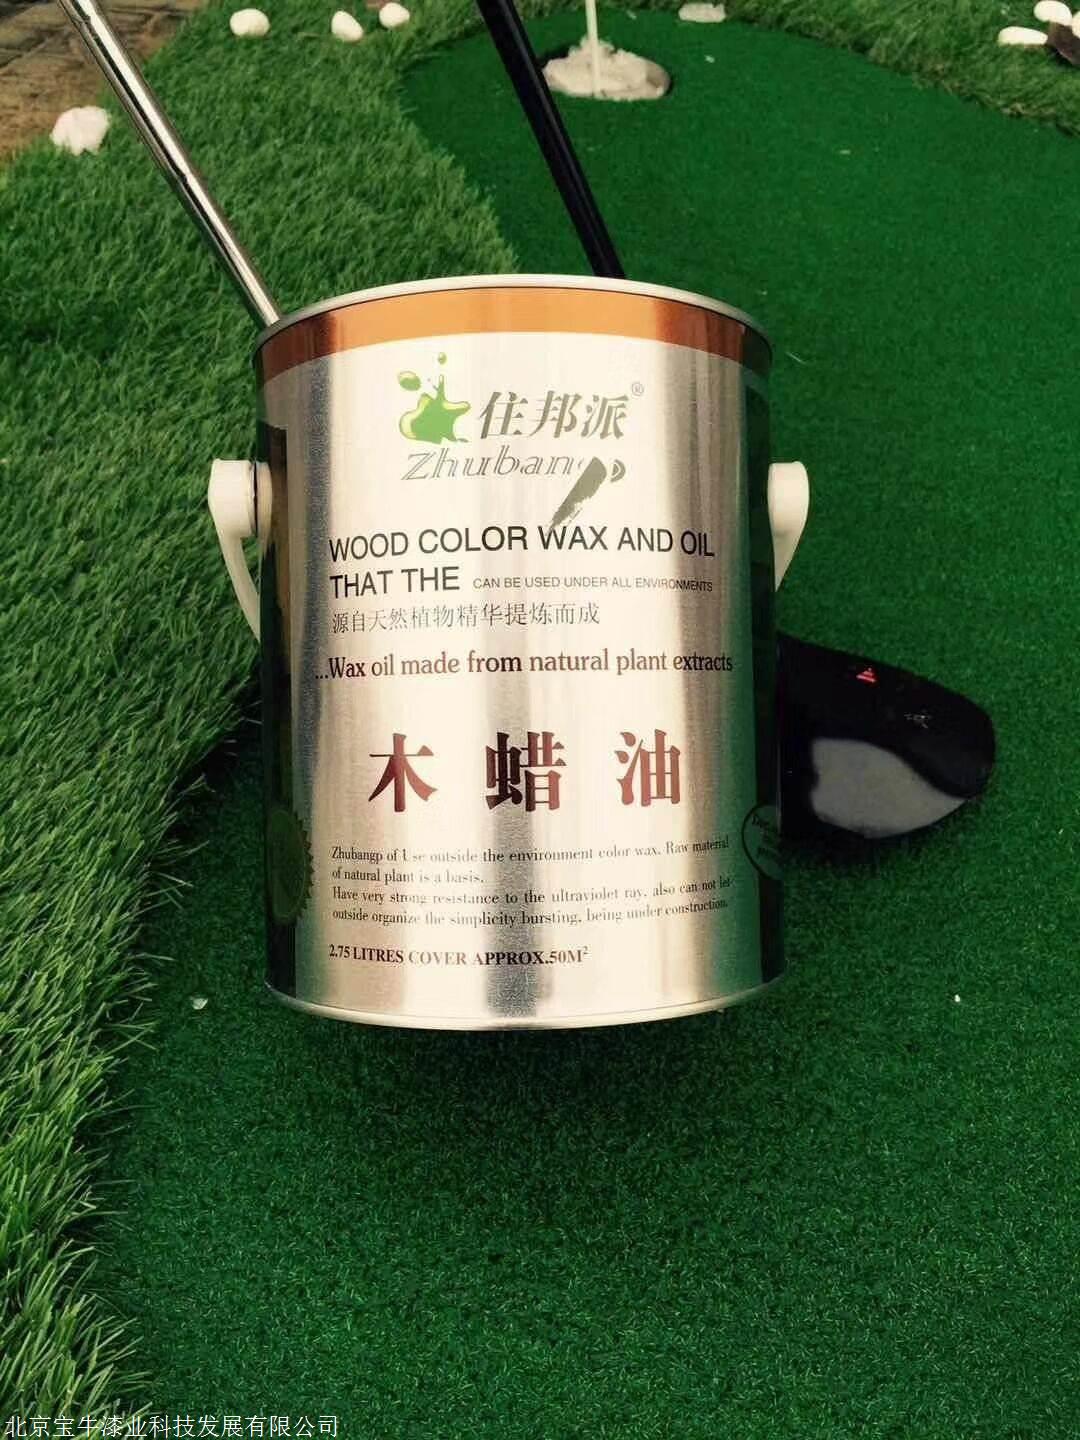 住邦派®
Zhubangp
WOOD COLOR WAX AND OIL
THAT THE CAN BE USED UNDER ALL ENVIRONMENTS
源自天然植物精华提炼而成
...Wax oil made from natural plant extracts
木蜡油
Zhubangp of Use outside the environment color wax. Raw material
of natural plant is a basis.
Have very strong resistance to the ultraviolet ray, also can not let
outside organize the simplicity bursting, being under construction.
2.75 LITRES COVER APPROX.50M²
北京宝牛漆业科技发展有限公司